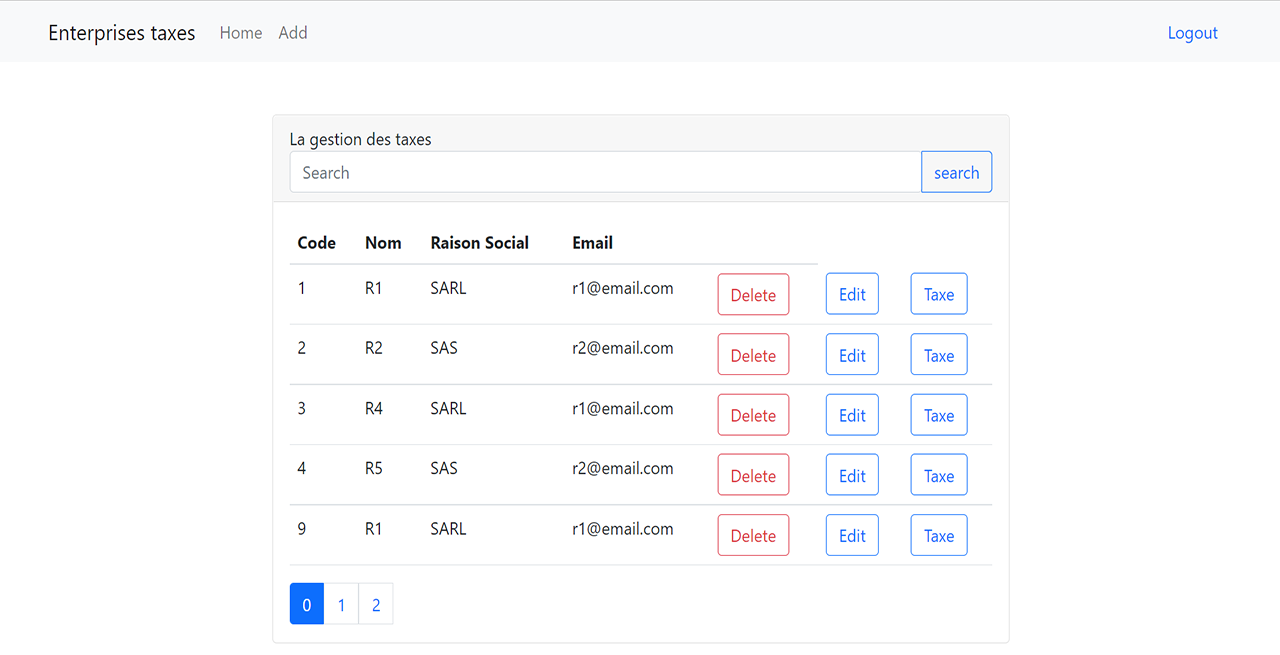 Enterprises taxes Home Add Logout
La gestion des taxes
Search search
Code Nom Raison Social Email
1 R1 SARL r1@email.com Delete Edit Taxe
2 R2 SAS r2@email.com Delete Edit Taxe
3 R4 SARL r1@email.com Delete Edit Taxe
4 R5 SAS r2@email.com Delete Edit Taxe
9 R1 SARL r1@email.com Delete Edit Taxe
0 1 2